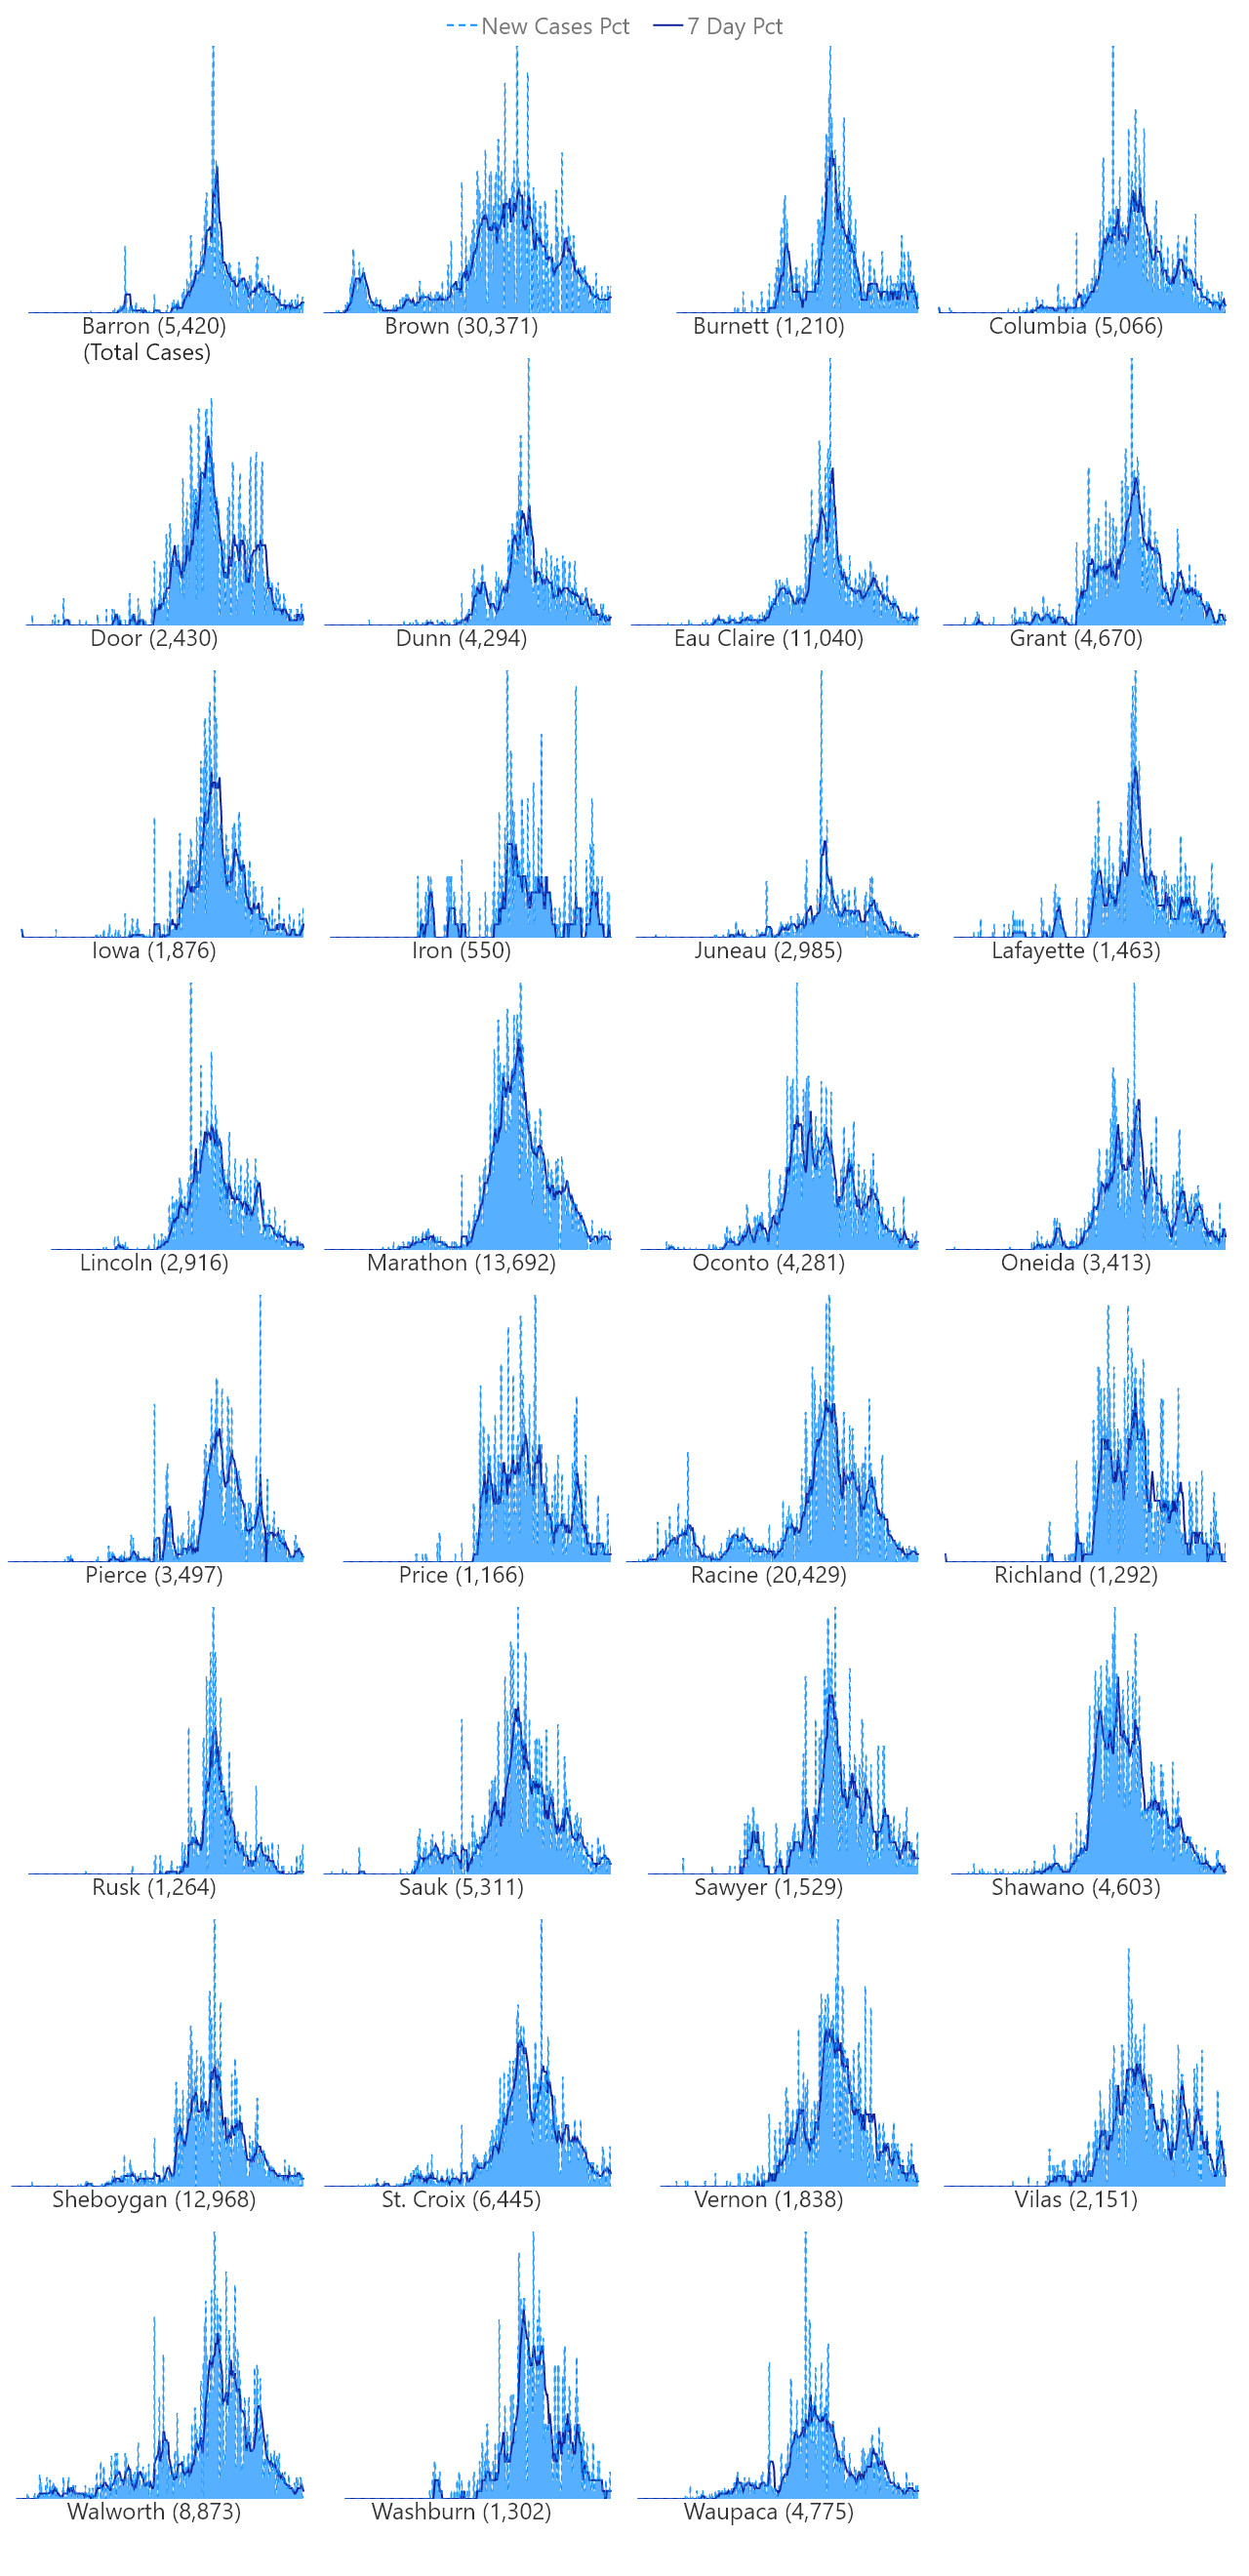 New Cases Pct 7 Day Pct
Barron (5,420) Brown (30,371) Burnett (1,210) Columbia (5,066)
(Total Cases)
Door (2,430) Dunn (4,294) Eau Claire (11,040) Grant (4,670)
Iowa (1,876) Iron (550) Juneau (2,985) Lafayette (1,463)
Lincoln (2,916) Marathon (13,692) Oconto (4,281) Oneida (3,413)
Pierce (3,497) Price (1,166) Racine (20,429) Richland (1,292)
Rusk (1,264) Sauk (5,311) Sawyer (1,529) Shawano (4,603)
Sheboygan (12,968) St. Croix (6,445) Vernon (1,838) Vilas (2,151)
Walworth (8,873) Washburn (1,302) Waupaca (4,775)